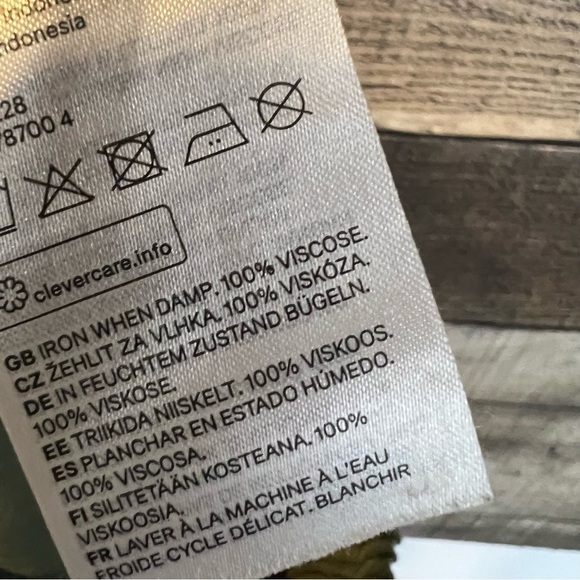 ndonesia
28
78700 4
clevercare.info
GB IRON WHEN DAMP. 100% VISCOSE.
CZ ŽEHLIT ZA VLHKA. 100% VISKÓZA.
DE IN FEUCHTEM ZUSTAND BÜGELN.
100% VISKOSE.
EE TRIIKIDA NIISKELT. 100% VISKOOS.
ES PLANCHAR EN ESTADO HÚMEDO.
100% VISCOSA.
FI SILITETÄÄN KOSTEANA. 100%
VISKOOSIA.
FR LAVER À LA MACHINE À L'EAU
FROIDE CYCLE DÉLICAT. BLANCHIR